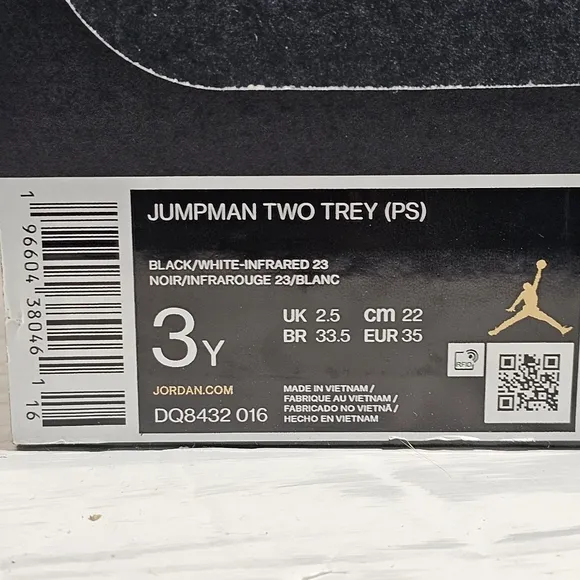 JUMPMAN TWO TREY (PS)
BLACK/WHITE-INFRARED 23
NOIR/INFRAROUGE 23/BLANC
3Y
UK 2.5 cm 22
BR 33.5 EUR 35
JORDAN.COM
DQ8432 016
MADE IN VIETNAM /
FABRIQUE AU VIETNAM /
FABRICADO NO VIETNÃ /
HECHO EN VIETNAM
RFID
1 96604 38046 1 16